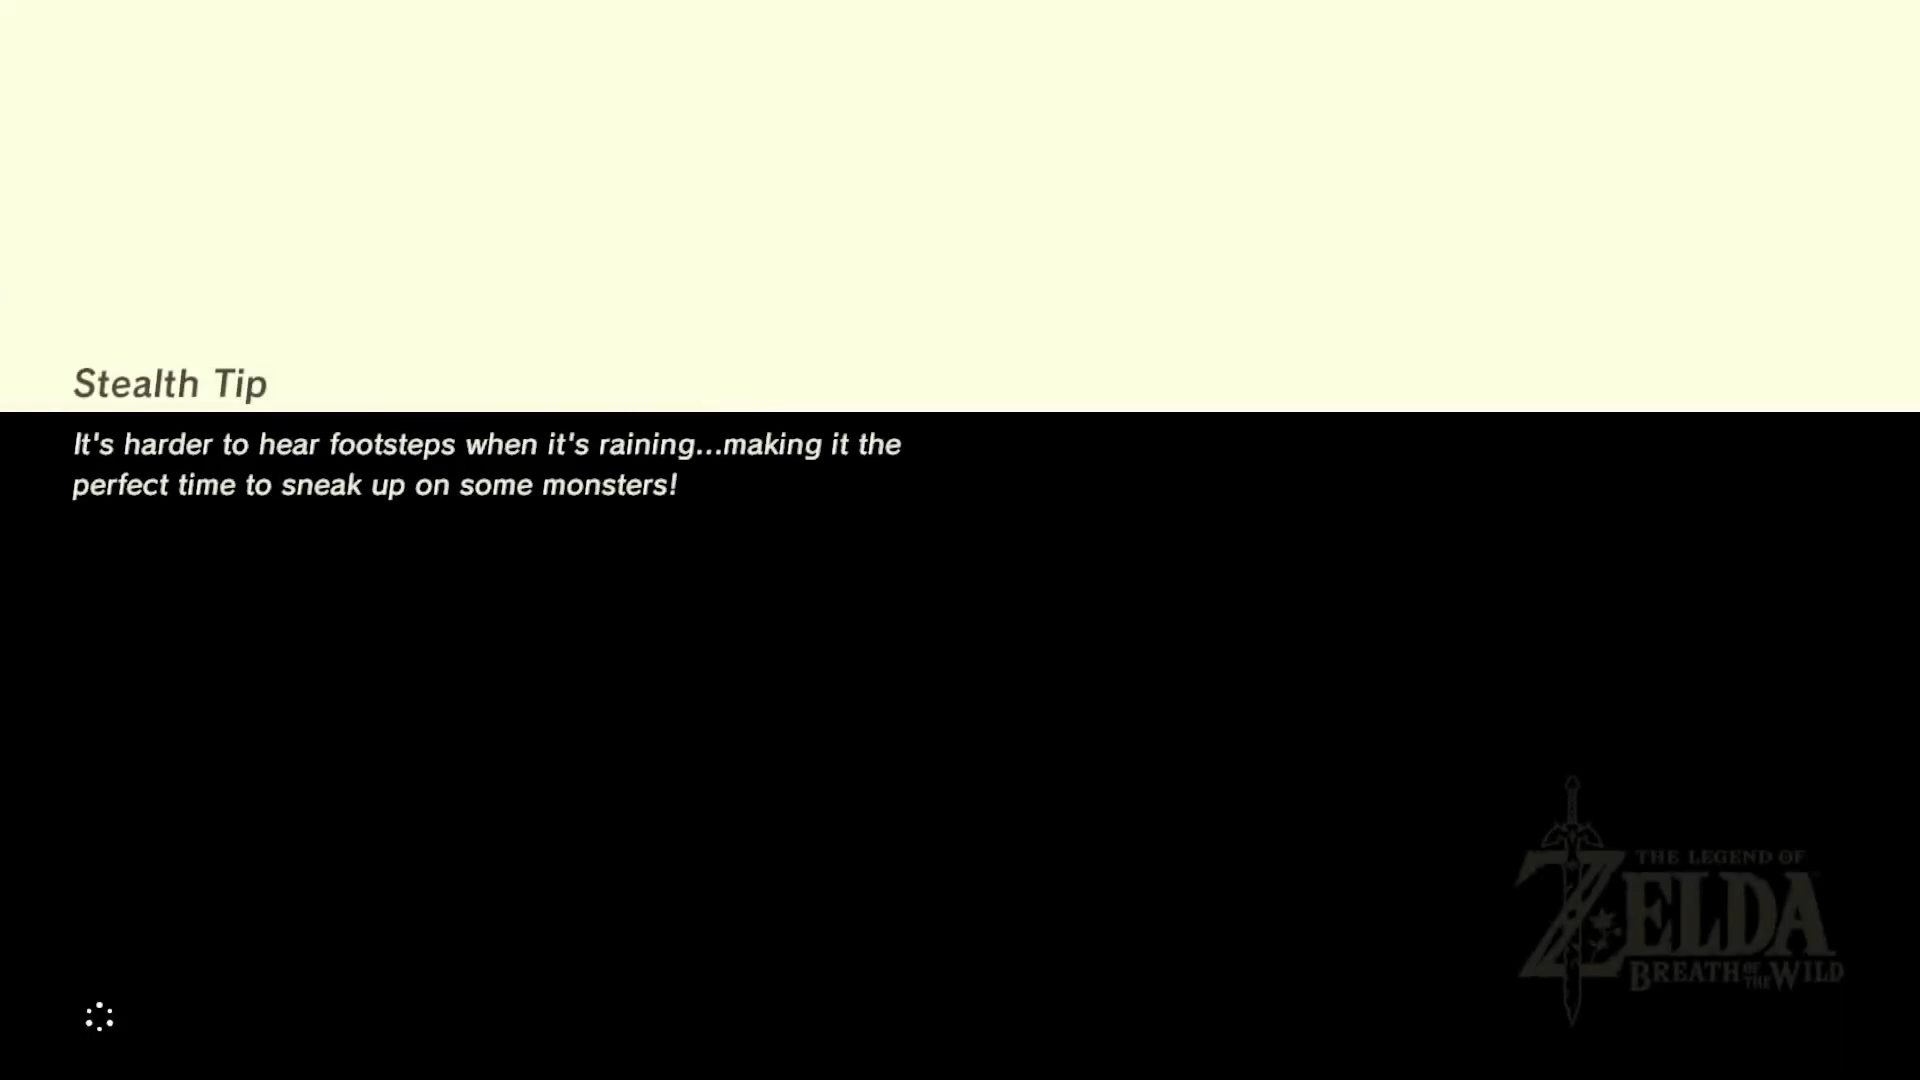 Stealth Tip
It's harder to hear footsteps when it's raining...making it the
perfect time to sneak up on some monsters!
THE LEGEND OF
ZELDA
BREATH OF THE WILD